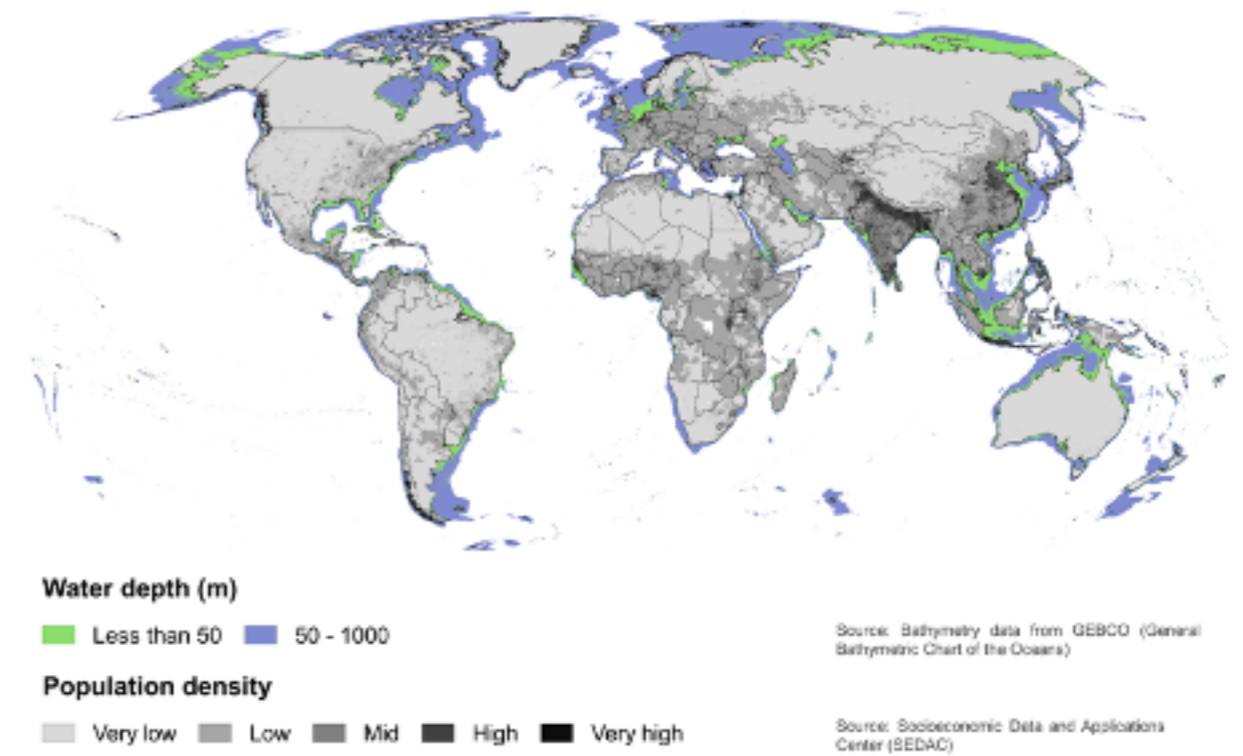 Water depth (m)
Less than 50
50 - 1000
Source: Bathymetry data from GEBCO (General
Bathymetric Chart of the Oceans)
Population density
Very low
Low
Mid
High
Very high
Source: Socioeconomic Data and Applications
Center (SEDAC)